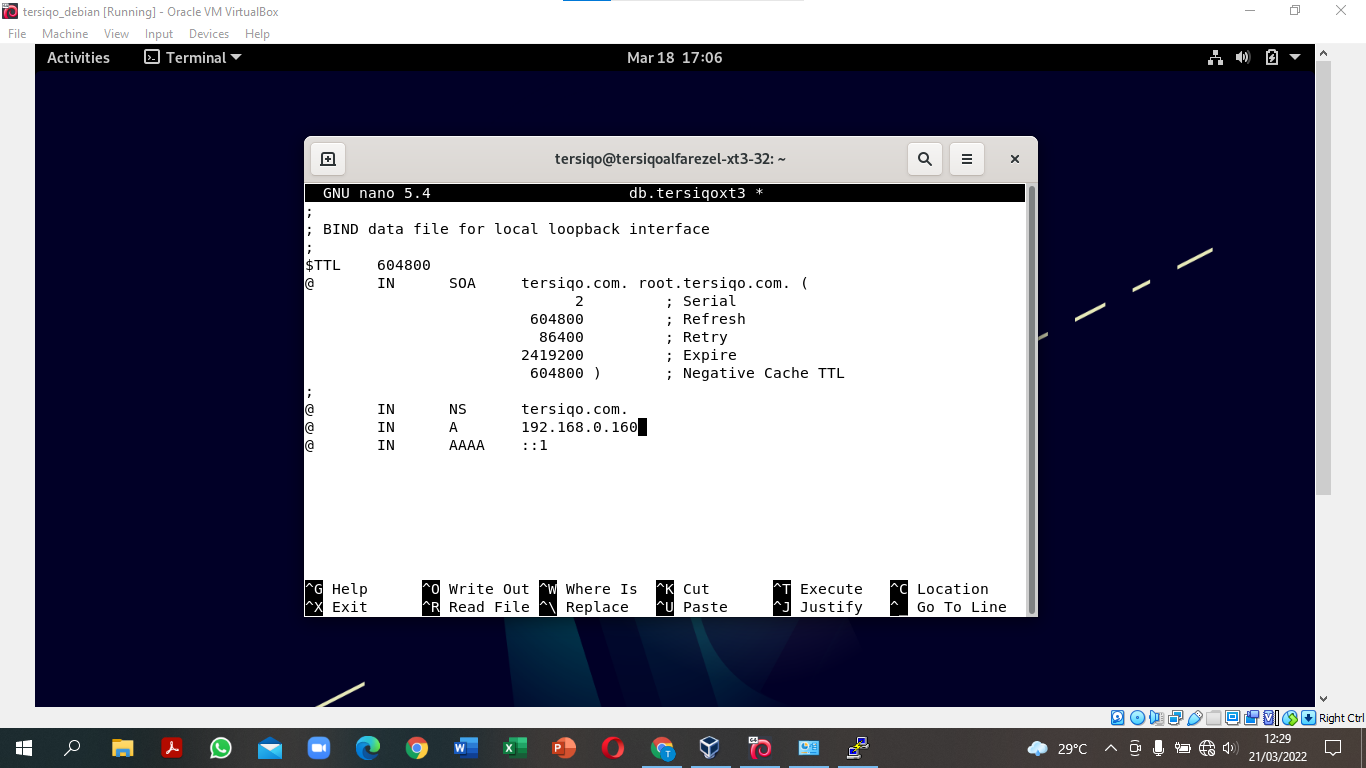 tersiqo_debian [Running] - Oracle VM VirtualBox
File Machine View Input Devices Help
Activities Terminal Mar 18 17:06
tersiqo@tersiqoalfarezel-xt3-32: ~
GNU nano 5.4 db.tersiqoxt3 *
;
; BIND data file for local loopback interface
;
$TTL 604800
@ IN SOA tersiqo.com. root.tersiqo.com. (
2 ; Serial
604800 ; Refresh
86400 ; Retry
2419200 ; Expire
604800 ) ; Negative Cache TTL
;
@ IN NS tersiqo.com.
@ IN A 192.168.0.160
@ IN AAAA ::1
^G Help ^O Write Out ^W Where Is ^K Cut ^T Execute ^C Location
^X Exit ^R Read File ^\ Replace ^U Paste ^J Justify ^_ Go To Line
Right Ctrl
29°C 12:29
21/03/2022